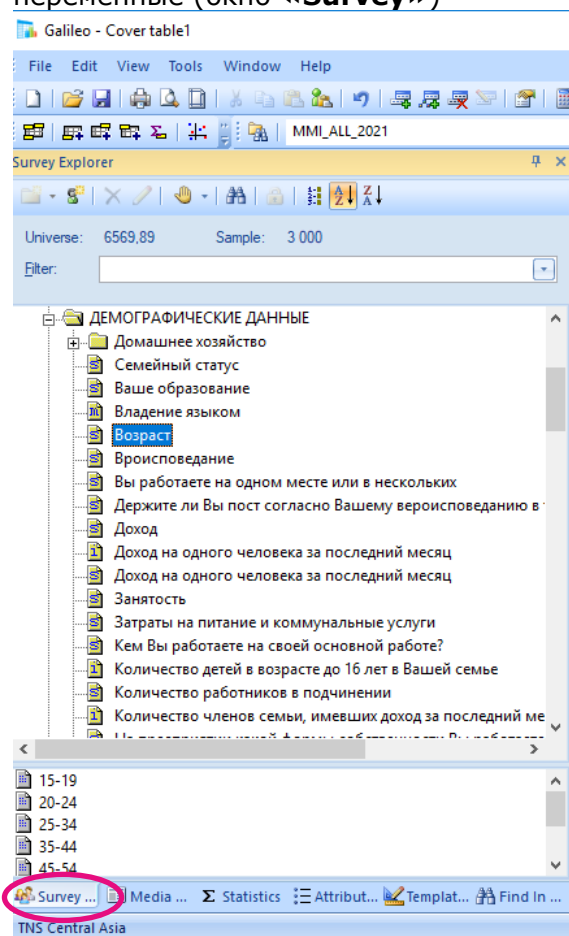 переменные (окно «Survey»)
Galileo - Cover table1
File Edit View Tools Window Help
MMI_ALL_2021
Survey Explorer
Universe: 6569,89 Sample: 3 000
Filter:
ДЕМОГРАФИЧЕСКИЕ ДАННЫЕ
Домашнее хозяйство
Семейный статус
Ваше образование
Владение языком
Возраст
Вроисповедание
Вы работаете на одном месте или в нескольких
Держите ли Вы пост согласно Вашему вероисповеданию в
Доход
Доход на одного человека за последний месяц
Доход на одного человека за последний месяц
Занятость
Затраты на питание и коммунальные услуги
Кем Вы работаете на своей основной работе?
Количество детей в возрасте до 16 лет в Вашей семье
Количество работников в подчинении
Количество членов семьи, имевших доход за последний ме
15-19
20-24
25-34
35-44
45-54
Survey ... Media ... Σ Statistics Attribut... Templat... Find In ...
TNS Central Asia